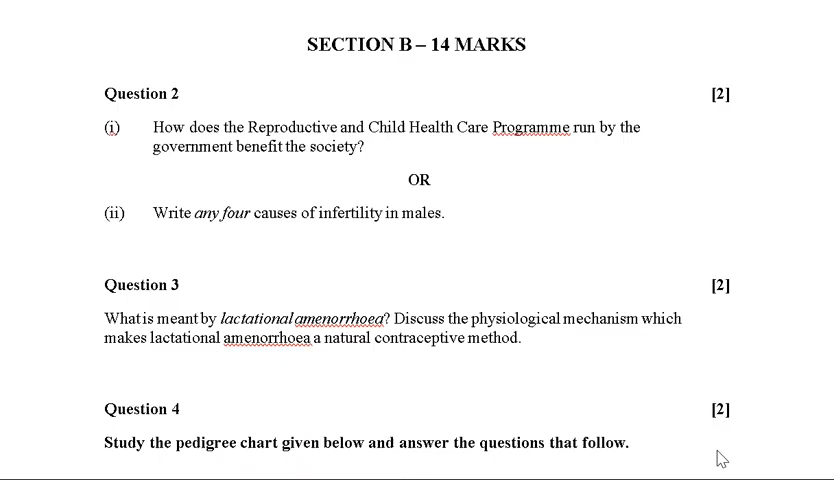 SECTION B – 14 MARKS
Question 2 [2]
(i) How does the Reproductive and Child Health Care Programme run by the
government benefit the society?
OR
(ii) Write any four causes of infertility in males.
Question 3 [2]
What is meant by lactational amenorrhoea? Discuss the physiological mechanism which
makes lactational amenorrhoea a natural contraceptive method.
Question 4 [2]
Study the pedigree chart given below and answer the questions that follow.